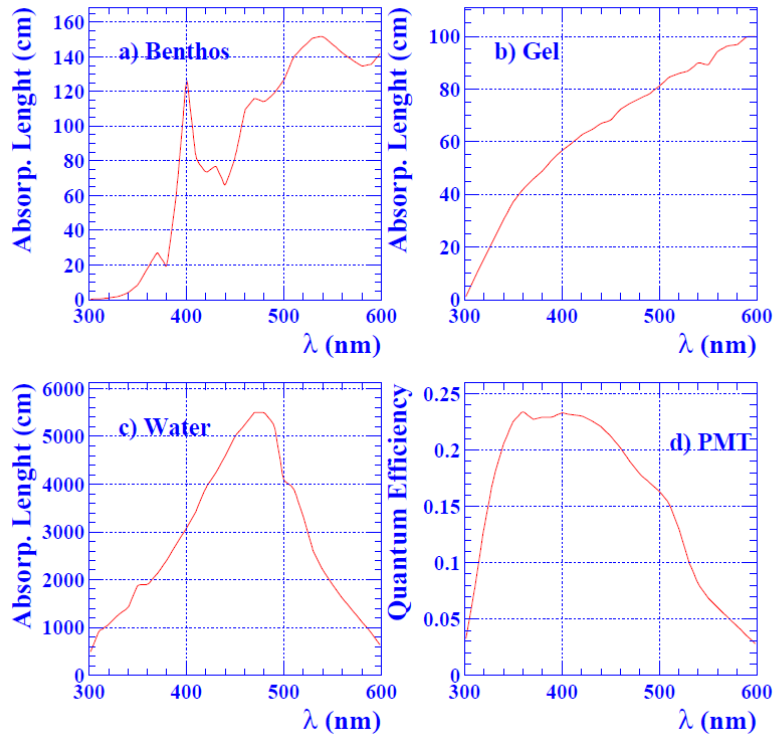 a) Benthos
Absorp. Lenght (cm)
160
140
120
100
80
60
40
20
0
300 400 500 600
λ (nm)
b) Gel
Absorp. Lenght (cm)
100
80
60
40
20
0
300 400 500 600
λ (nm)
c) Water
Absorp. Lenght (cm)
6000
5000
4000
3000
2000
1000
0
300 400 500 600
λ (nm)
d) PMT
Quantum Efficiency
0.25
0.2
0.15
0.1
0.05
0
300 400 500 600
λ (nm)